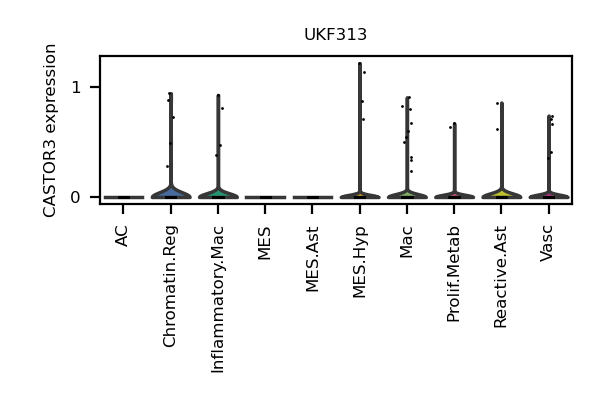 UKF313
CASTOR3 expression
1
0
AC
Chromatin.Reg
Inflammatory.Mac
MES
MES.Ast
MES.Hyp
Mac
Prolif.Metab
Reactive.Ast
Vasc